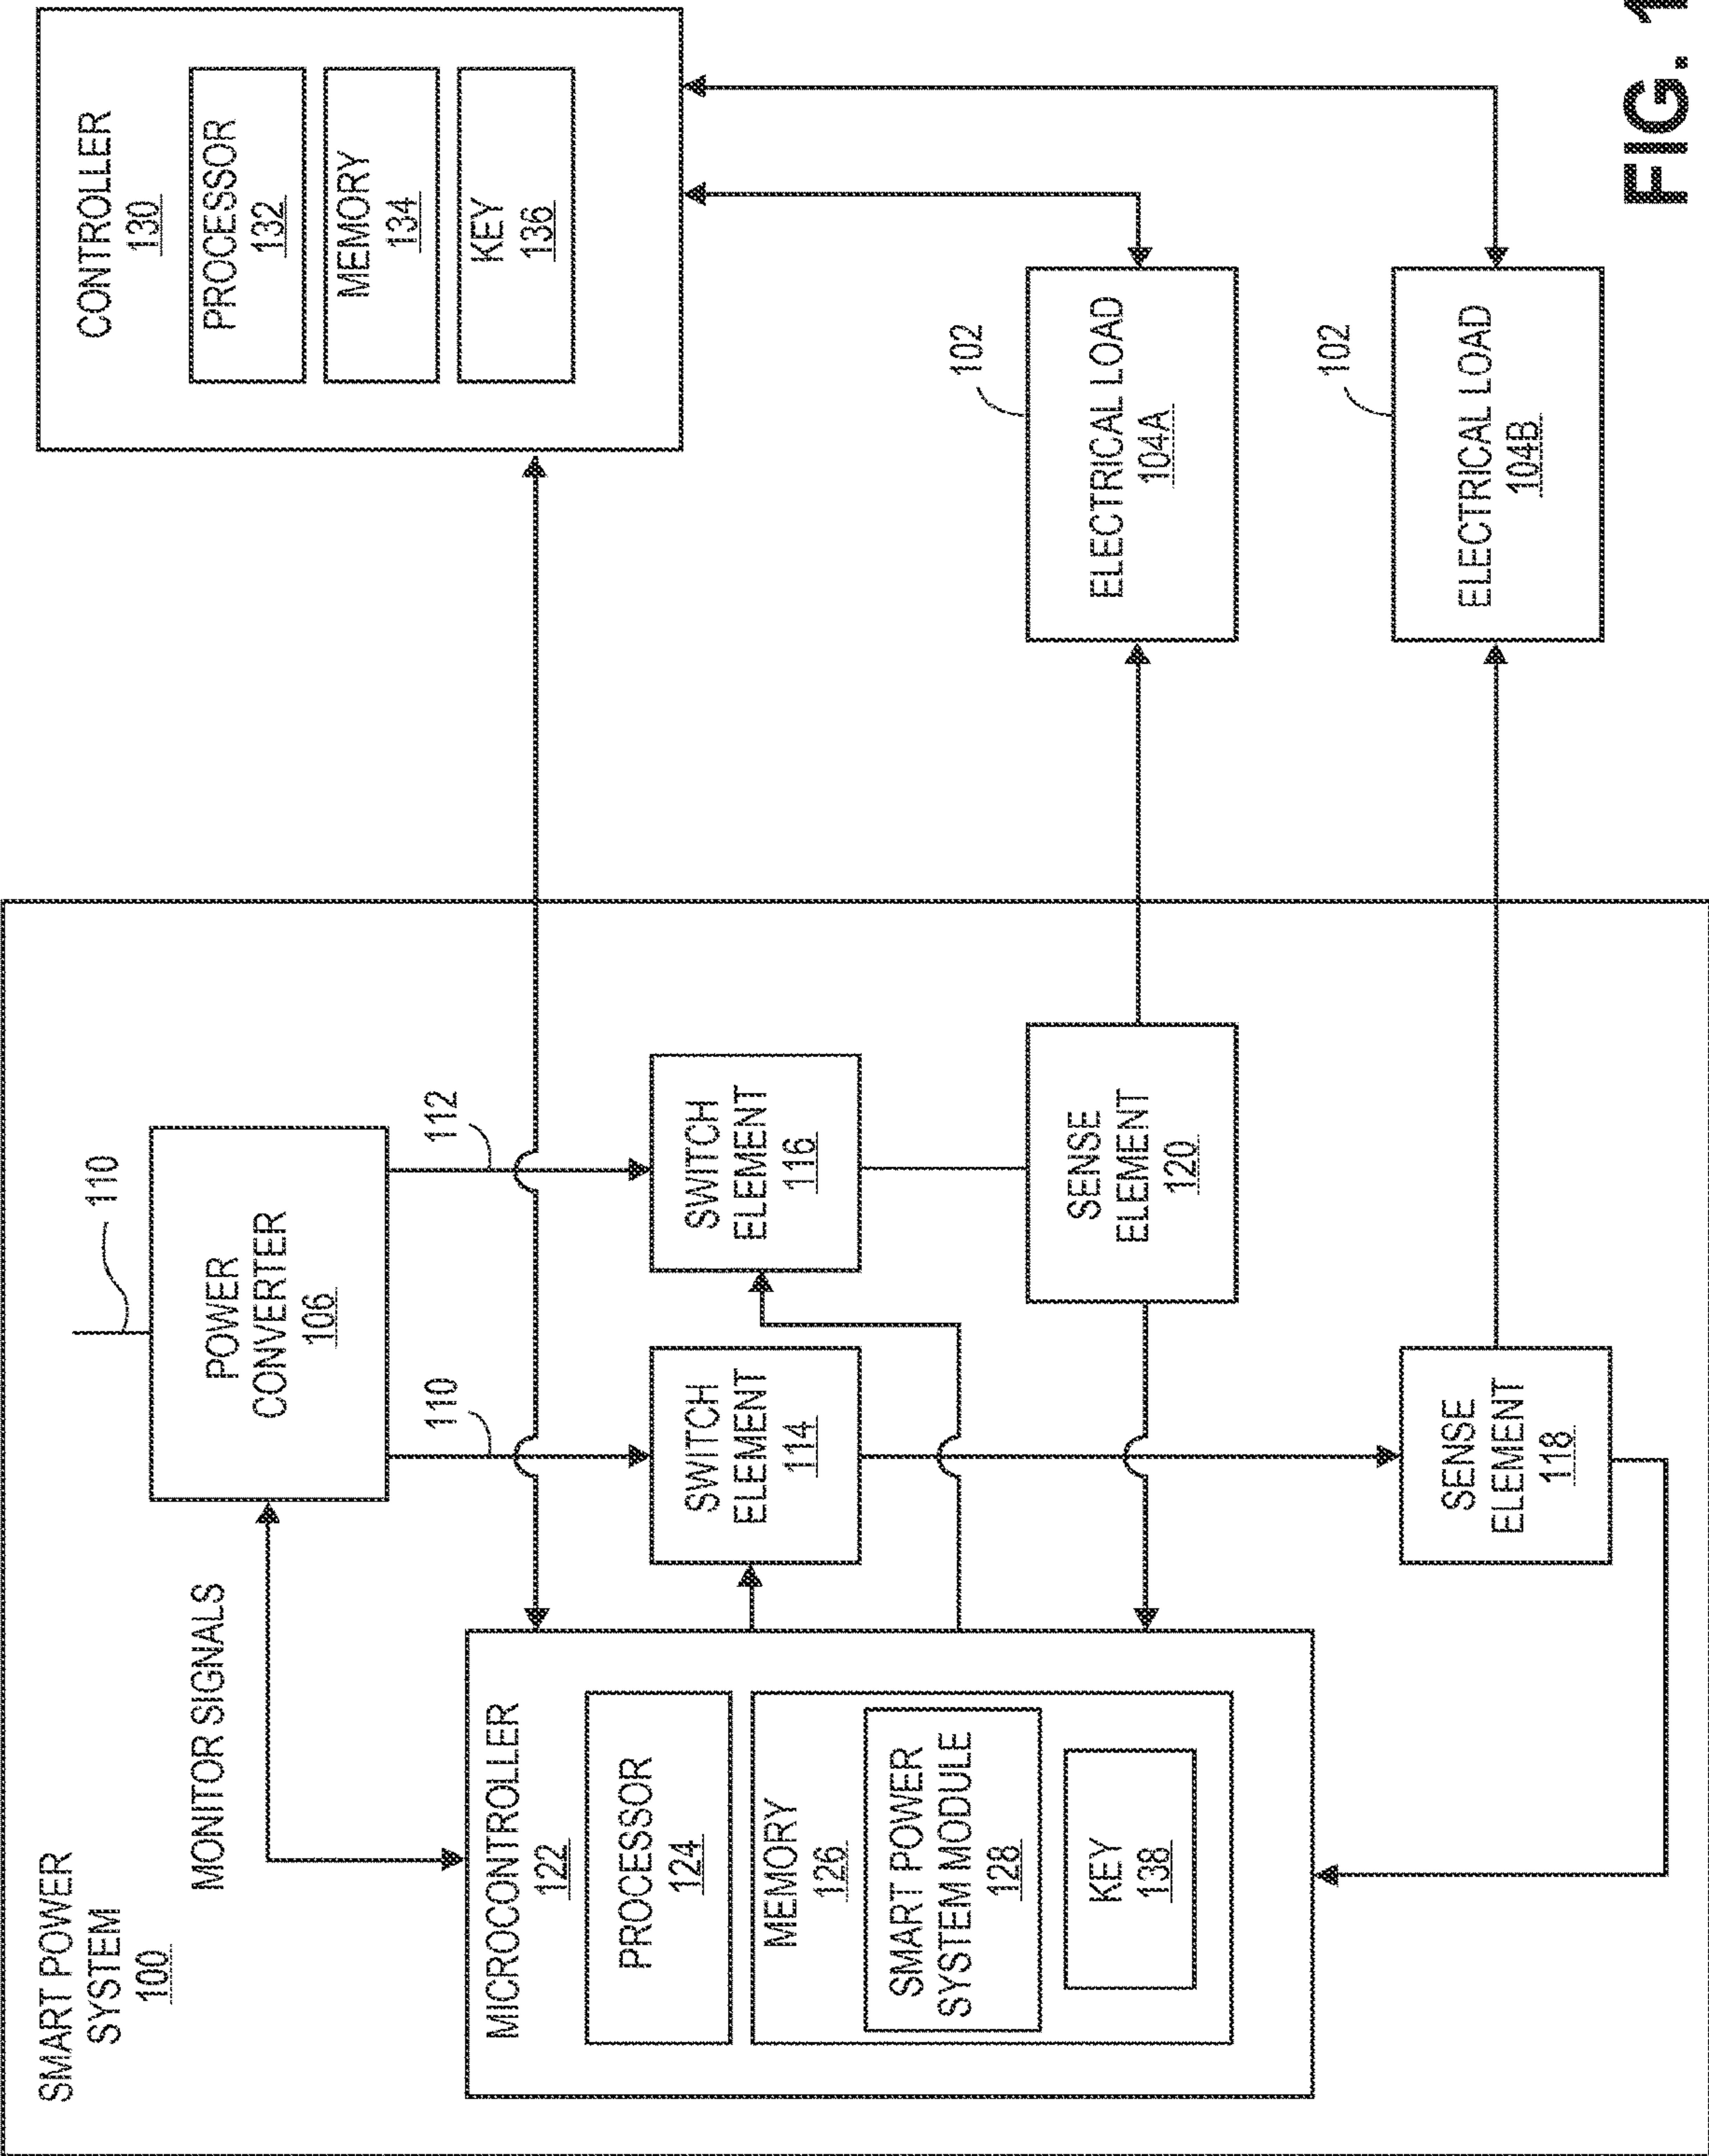 SMART POWER
SYSTEM
100
MONITOR SIGNALS
110
POWER
CONVERTER
106
110
112
MICROCONTROLLER
122
PROCESSOR
124
MEMORY
126
SMART POWER
SYSTEM MODULE
128
KEY
138
SWITCH
ELEMENT
114
SWITCH
ELEMENT
116
SENSE
ELEMENT
120
SENSE
ELEMENT
118
CONTROLLER
130
PROCESSOR
132
MEMORY
134
KEY
136
102
ELECTRICAL LOAD
104A
102
ELECTRICAL LOAD
104B
FIG. 1